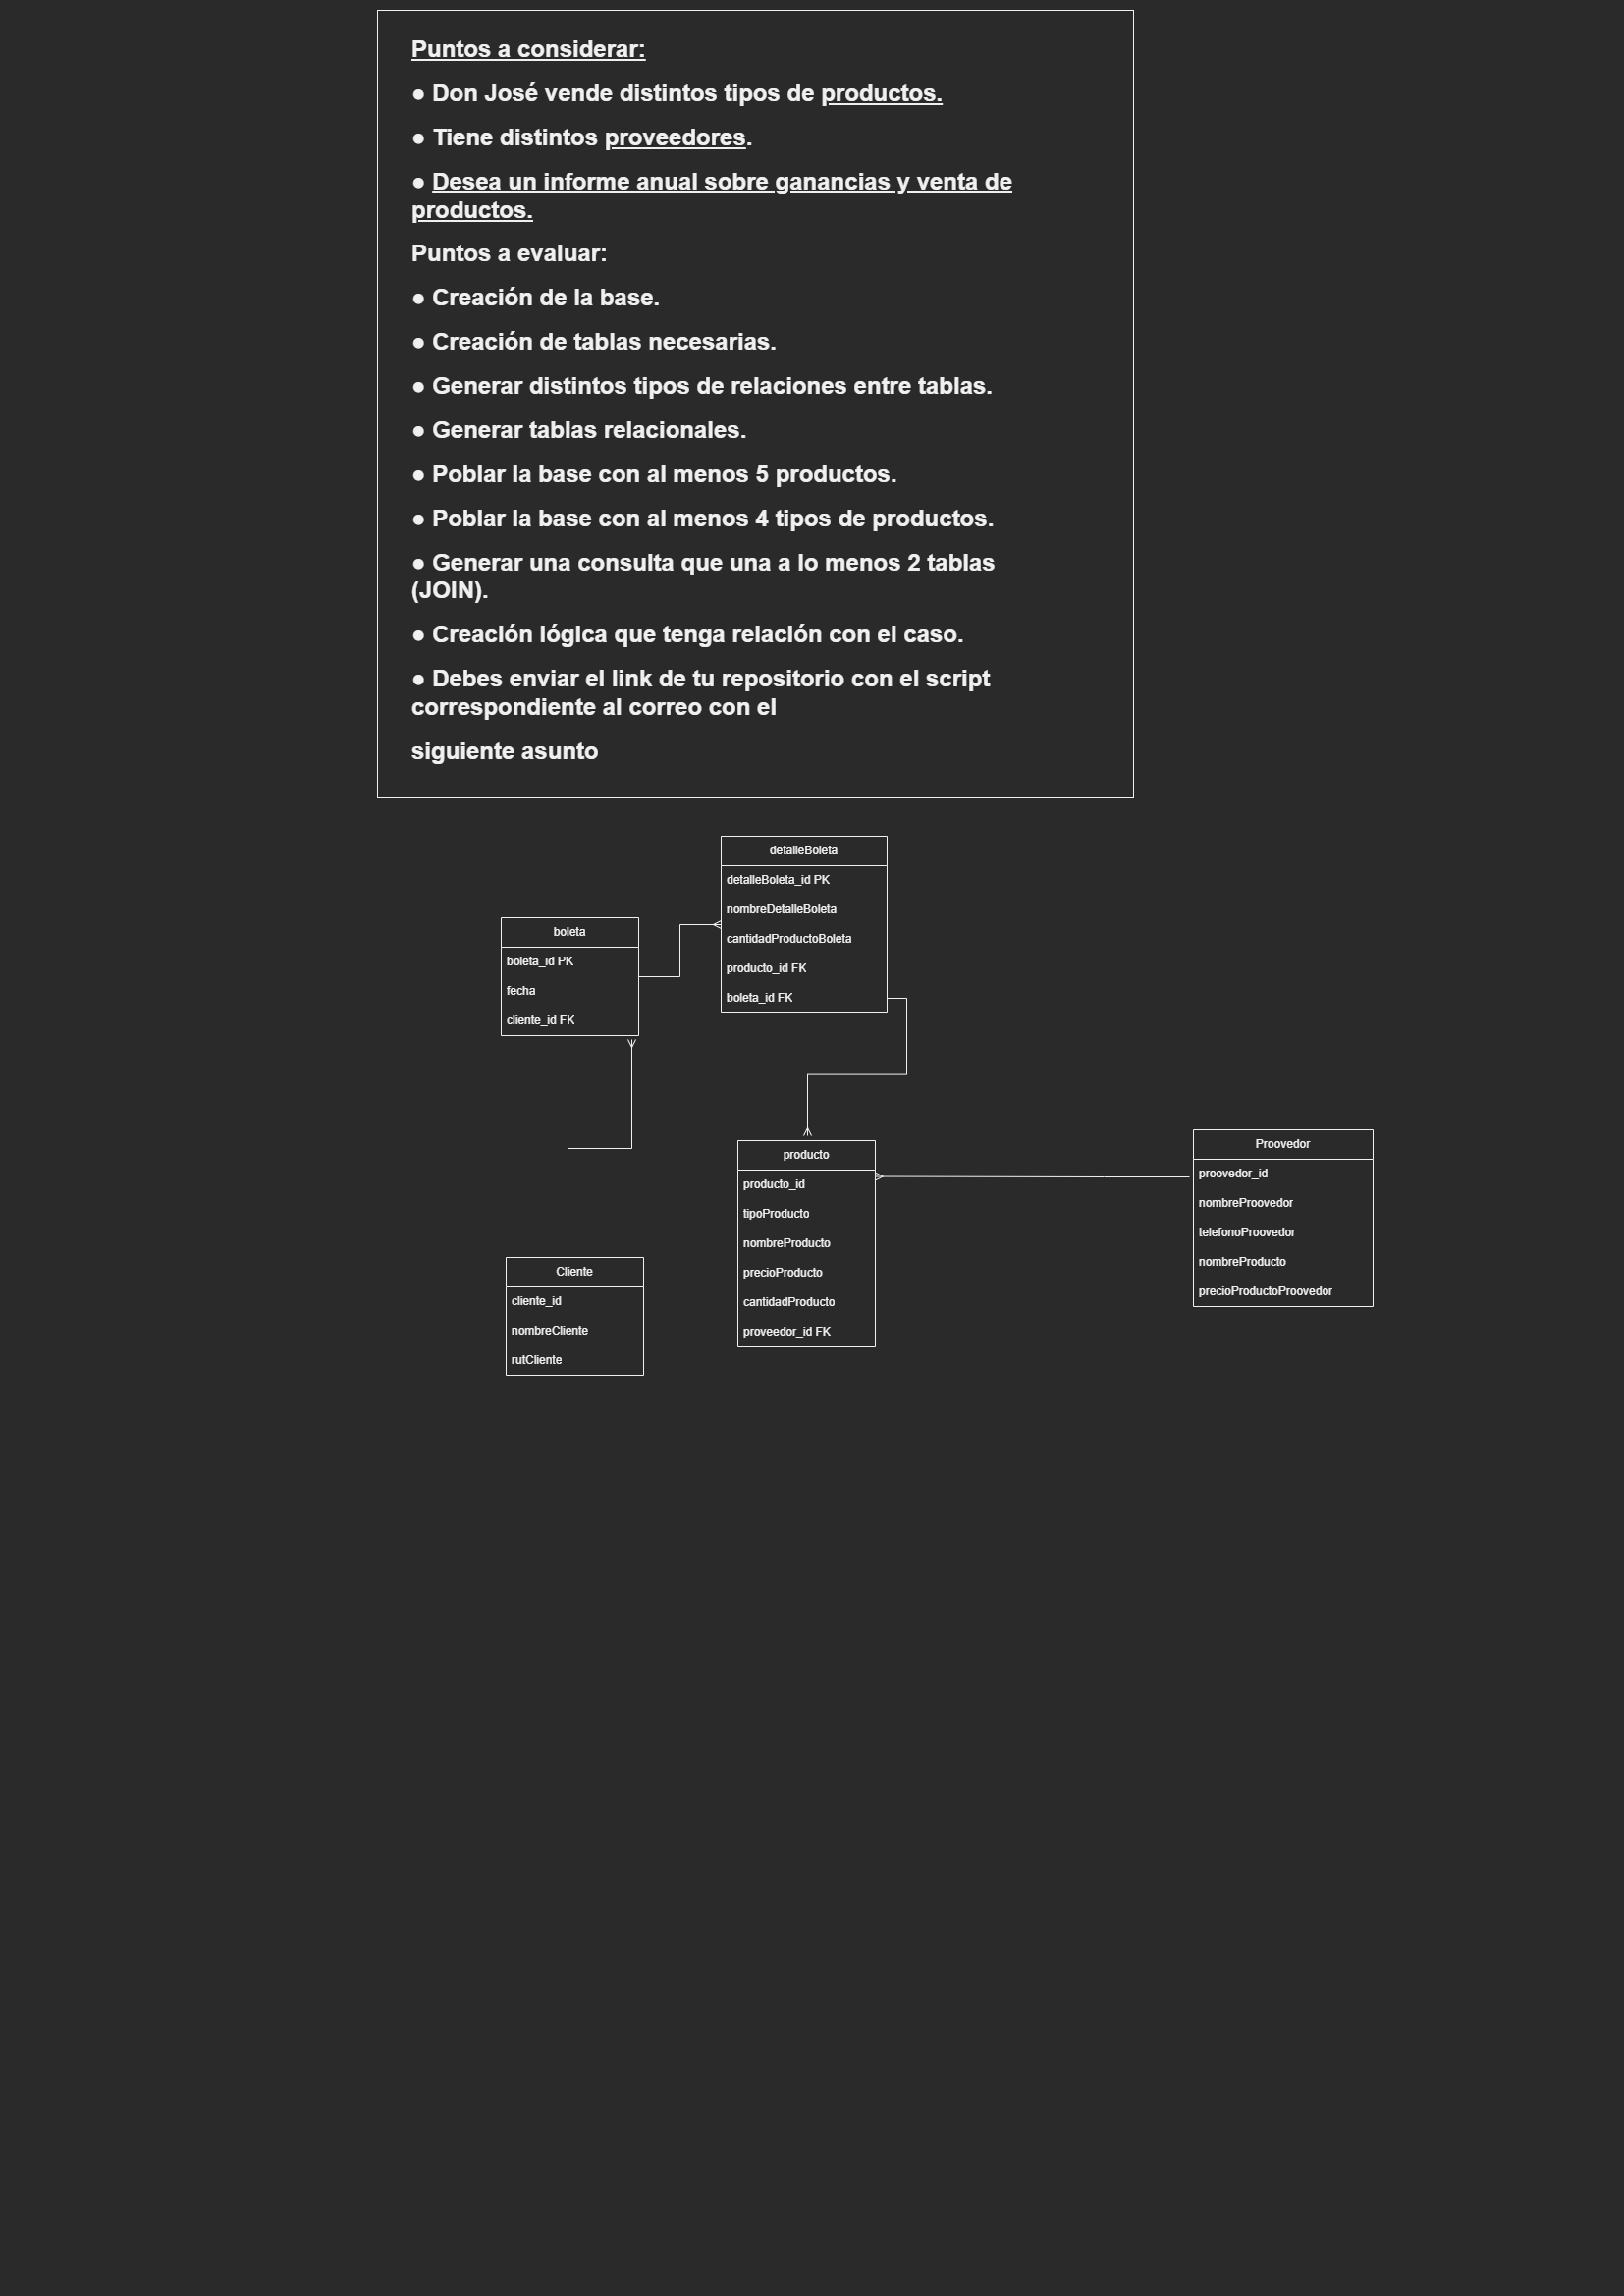 Puntos a considerar:
● Don José vende distintos tipos de productos.
● Tiene distintos proveedores.
● Desea un informe anual sobre ganancias y venta de
productos.
Puntos a evaluar:
● Creación de la base.
● Creación de tablas necesarias.
● Generar distintos tipos de relaciones entre tablas.
● Generar tablas relacionales.
● Poblar la base con al menos 5 productos.
● Poblar la base con al menos 4 tipos de productos.
● Generar una consulta que una a lo menos 2 tablas
(JOIN).
● Creación lógica que tenga relación con el caso.
● Debes enviar el link de tu repositorio con el script
correspondiente al correo con el
siguiente asunto
detalleBoleta
detalleBoleta_id PK
nombreDetalleBoleta
cantidadProductoBoleta
producto_id FK
boleta_id FK
boleta
boleta_id PK
fecha
cliente_id FK
producto
producto_id
tipoProducto
nombreProducto
precioProducto
cantidadProducto
proveedor_id FK
Proovedor
proovedor_id
nombreProovedor
telefonoProovedor
nombreProducto
precioProductoProovedor
Cliente
cliente_id
nombreCliente
rutCliente